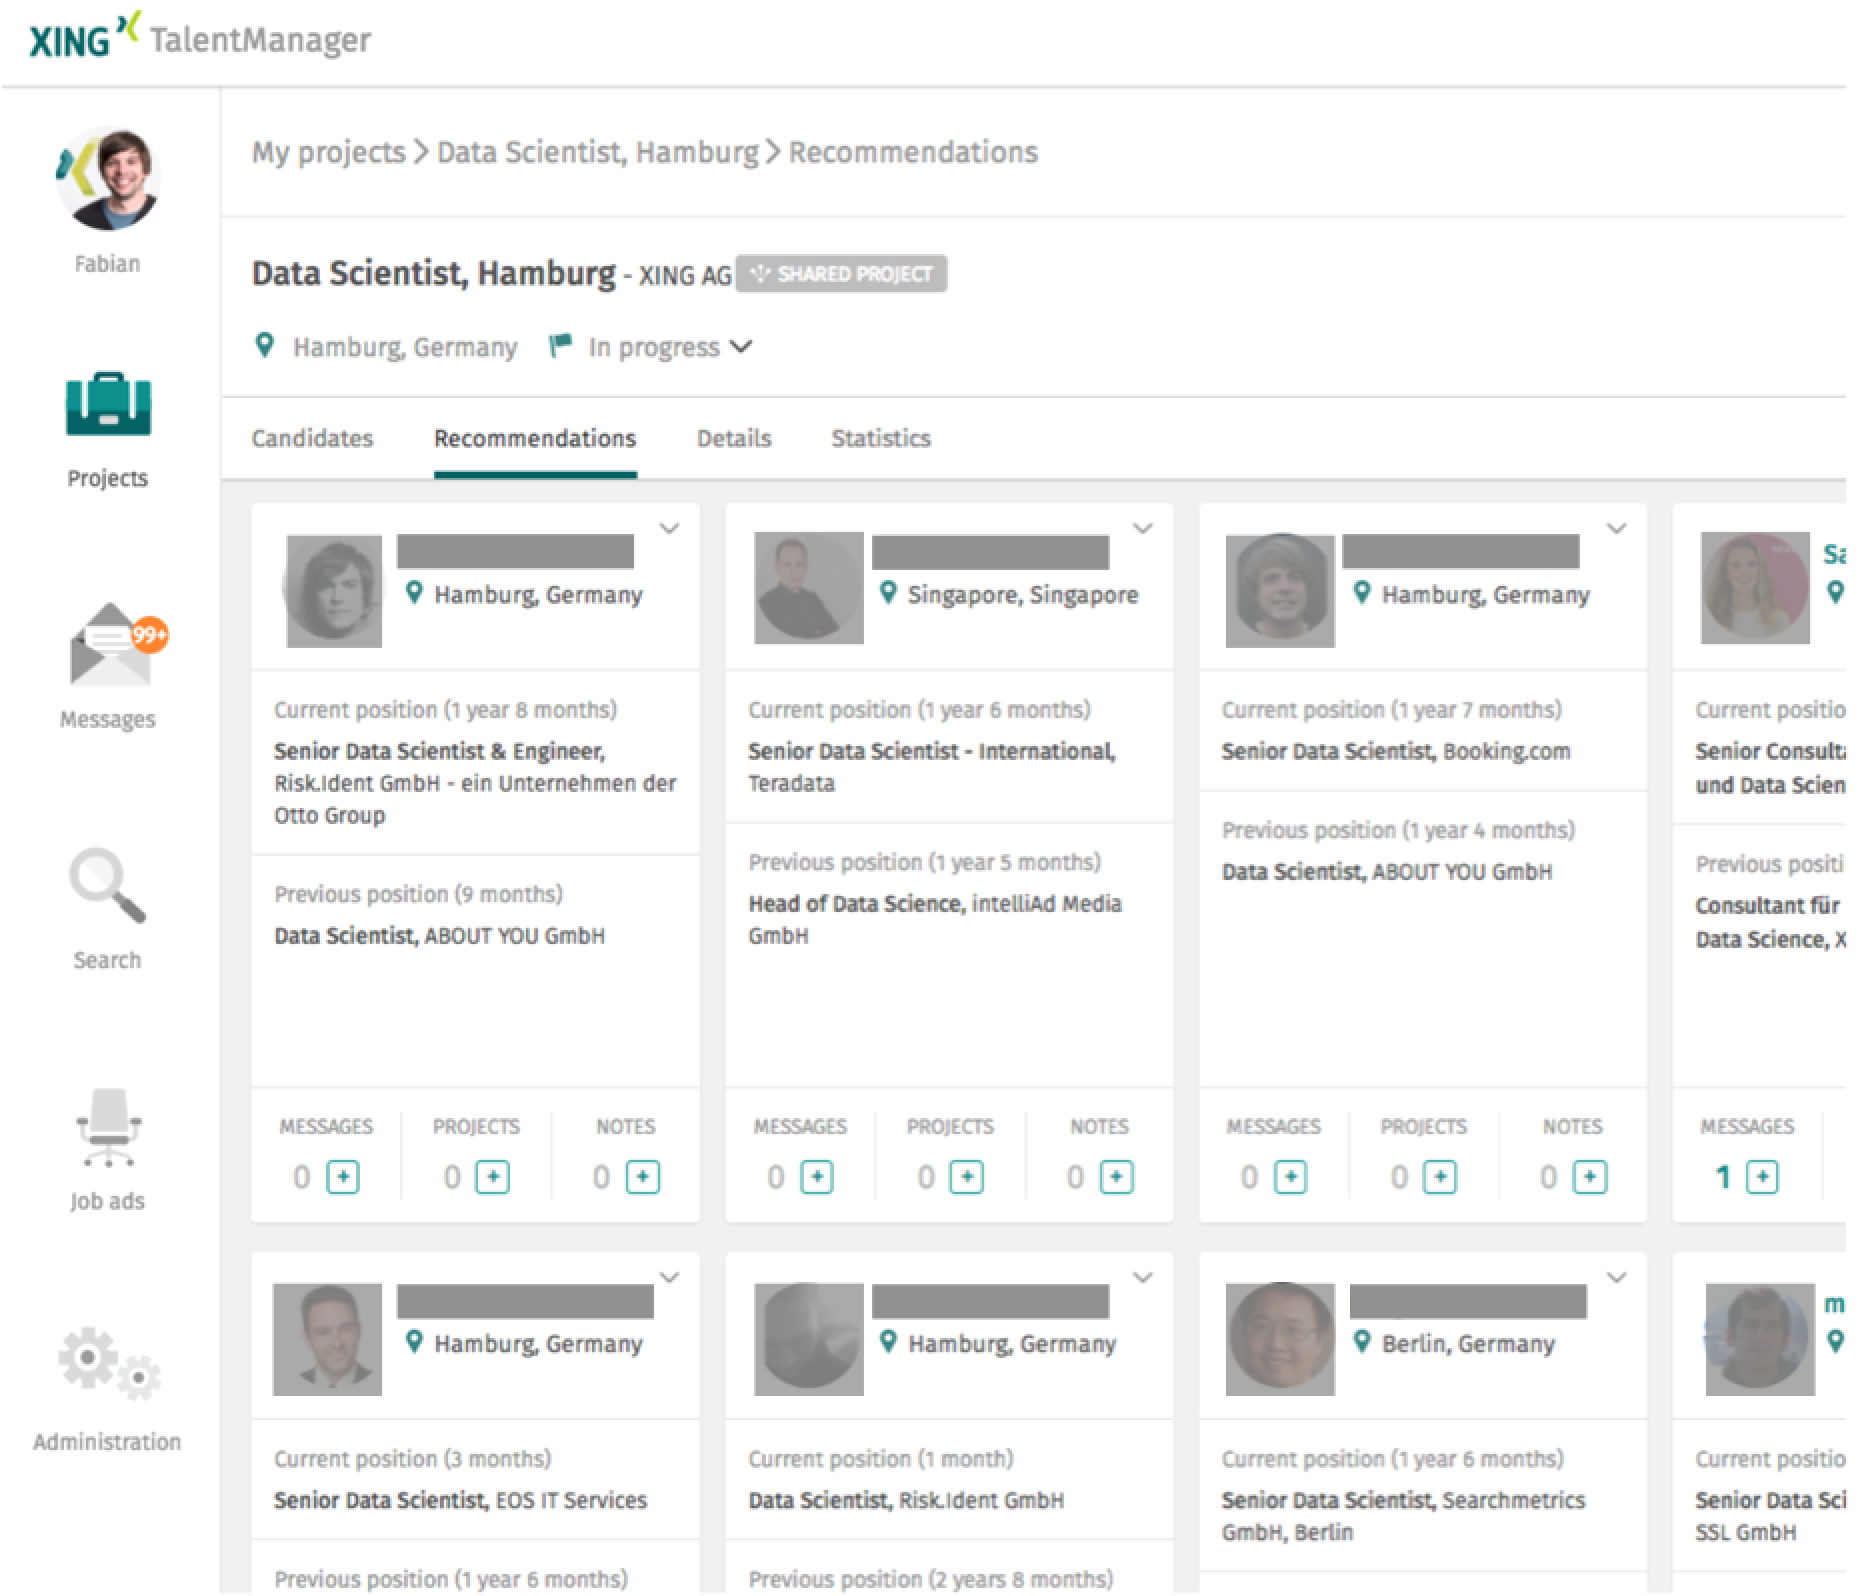 XING TalentManager
Fabian
Projects
99+
Messages
Search
Job ads
Administration
My projects > Data Scientist, Hamburg > Recommendations
Data Scientist, Hamburg - XING AG SHARED PROJECT
Hamburg, Germany In progress
Candidates Recommendations Details Statistics
Hamburg, Germany
Current position (1 year 8 months)
Senior Data Scientist & Engineer,
Risk.Ident GmbH - ein Unternehmen der
Otto Group
Previous position (9 months)
Data Scientist, ABOUT YOU GmbH
MESSAGES PROJECTS NOTES
0 + 0 + 0 +
Singapore, Singapore
Current position (1 year 6 months)
Senior Data Scientist - International,
Teradata
Previous position (1 year 5 months)
Head of Data Science, intelliAd Media
GmbH
MESSAGES PROJECTS NOTES
0 + 0 + 0 +
Hamburg, Germany
Current position (1 year 7 months)
Senior Data Scientist, Booking.com
Previous position (1 year 4 months)
Data Scientist, ABOUT YOU GmbH
MESSAGES PROJECTS NOTES
0 + 0 + 0 +
Sa
Current positio
Senior Consulta
und Data Scien
Previous positi
Consultant für
Data Science, X
MESSAGES
1 +
Hamburg, Germany
Current position (3 months)
Senior Data Scientist, EOS IT Services
Previous position (1 year 6 months)
Hamburg, Germany
Current position (1 month)
Data Scientist, Risk.Ident GmbH
Previous position (2 years 8 months)
Berlin, Germany
Current position (1 year 6 months)
Senior Data Scientist, Searchmetrics
GmbH, Berlin
m
Current positio
Senior Data Sci
SSL GmbH